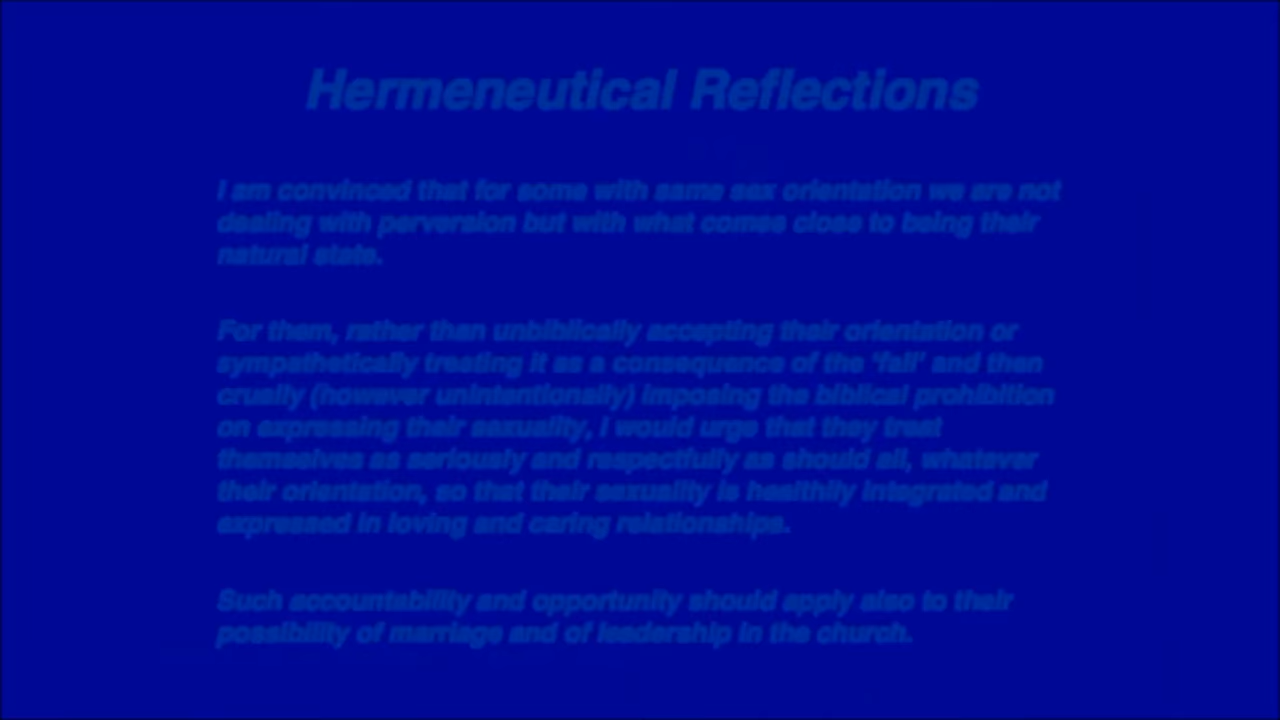 Hermeneutical Reflections
I am convinced that for some with same sex orientation we are not
dealing with perversion but with what comes close to being their
natural state.
For them, rather than unbiblically accepting their orientation or
sympathetically treating it as a consequence of the ‘fall’ and then
cruelly (however unintentionally) imposing the biblical prohibition
on expressing their sexuality, I would urge that they treat
themselves as seriously and respectfully as should all, whatever
their orientation, so that their sexuality is healthily integrated and
expressed in loving and caring relationships.
Such accountability and opportunity should apply also to their
possibility of marriage and of leadership in the church.